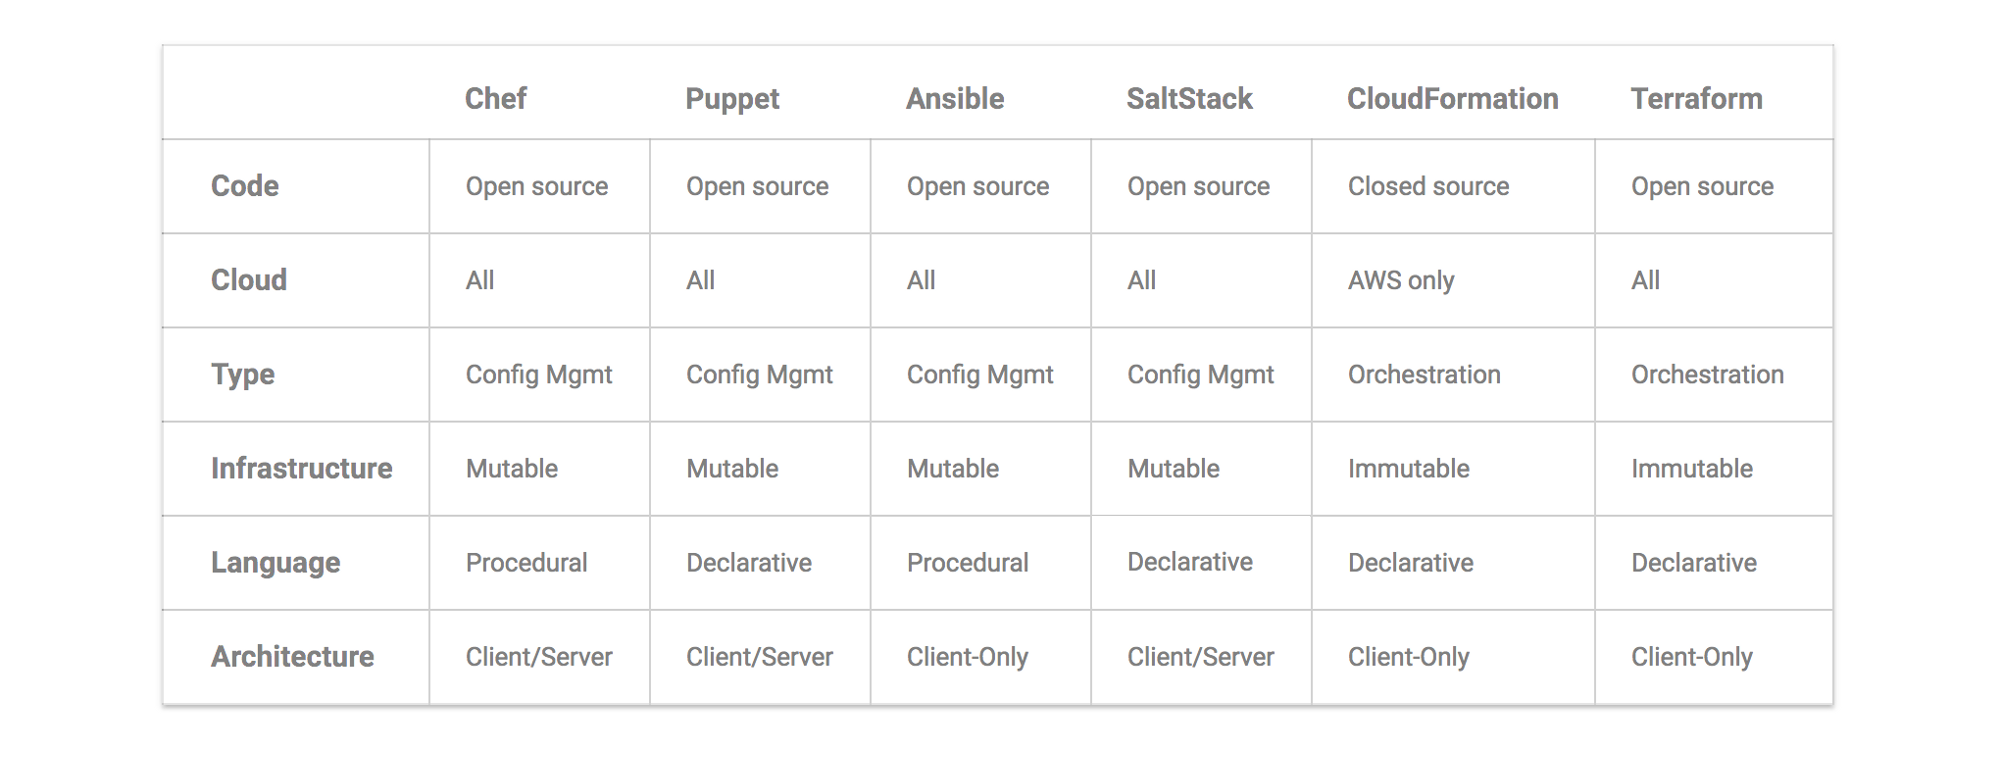 Chef Puppet Ansible SaltStack CloudFormation Terraform
Code Open source Open source Open source Open source Closed source Open source
Cloud All All All All AWS only All
Type Config Mgmt Config Mgmt Config Mgmt Config Mgmt Orchestration Orchestration
Infrastructure Mutable Mutable Mutable Mutable Immutable Immutable
Language Procedural Declarative Procedural Declarative Declarative Declarative
Architecture Client/Server Client/Server Client-Only Client/Server Client-Only Client-Only